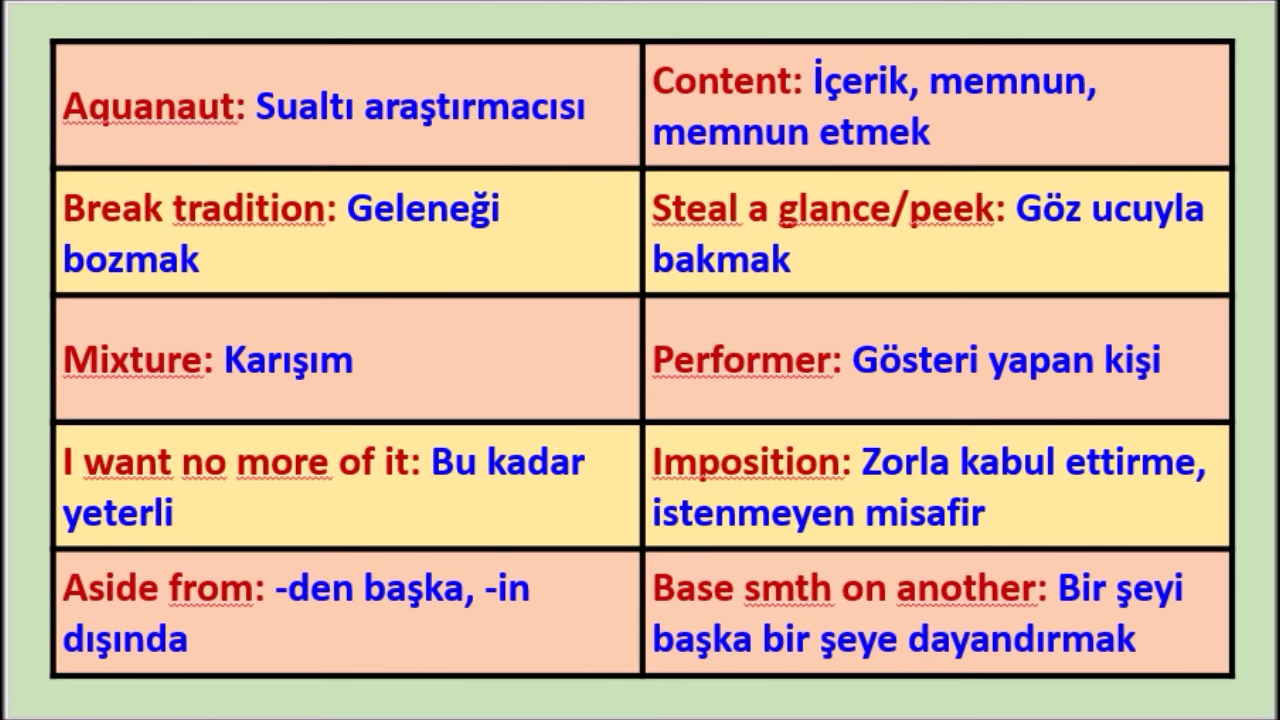 Aquanaut: Sualtı araştırmacısı
Content: İçerik, memnun,
memnun etmek
Break tradition: Geleneği
bozmak
Steal a glance/peek: Göz ucuyla
bakmak
Mixture: Karışım
Performer: Gösteri yapan kişi
I want no more of it: Bu kadar
yeterli
Imposition: Zorla kabul ettirme,
istenmeyen misafir
Aside from: -den başka, -in
dışında
Base smth on another: Bir şeyi
başka bir şeye dayandırmak